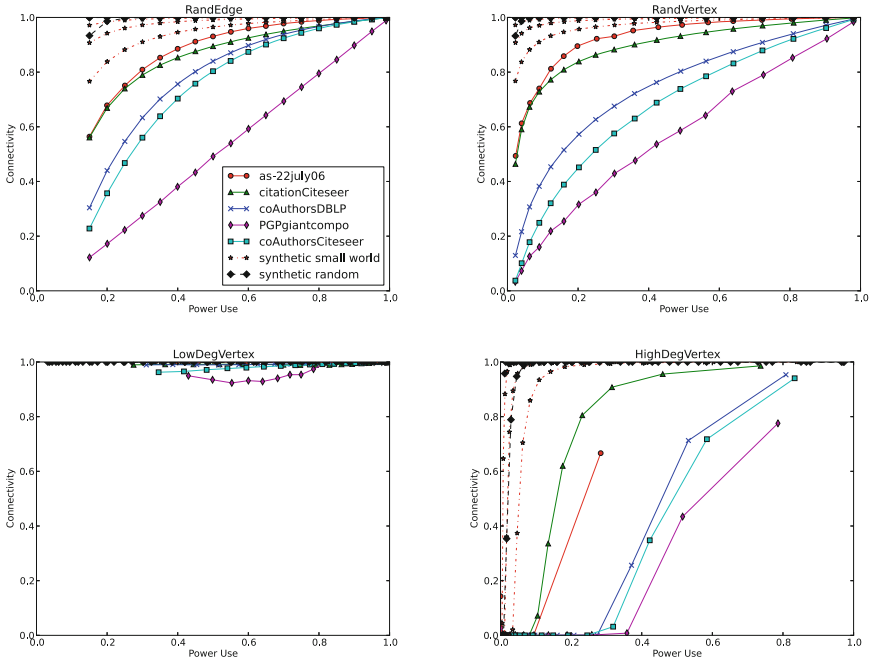 RandEdge
1.0
0.8
0.6
0.4
0.2
0.0
Connectivity
0.0
0.2
0.4
0.6
0.8
1.0
Power Use
as-22july06
citationCiteseer
coAuthorsDBLP
PGPgiantcompo
coAuthorsCiteseer
synthetic small world
synthetic random
RandVertex
1.0
0.8
0.6
0.4
0.2
0.0
Connectivity
0.0
0.2
0.4
0.6
0.8
1.0
Power Use
LowDegVertex
1.0
0.8
0.6
0.4
0.2
0.0
Connectivity
0.0
0.2
0.4
0.6
0.8
1.0
Power Use
HighDegVertex
1.0
0.8
0.6
0.4
0.2
0.0
Connectivity
0.0
0.2
0.4
0.6
0.8
1.0
Power Use